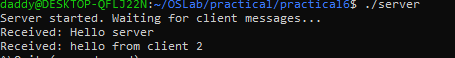 daddy@DESKTOP-QFLJ22N:~/OSLab/practical/practical6$ ./server
Server started. Waiting for client messages...
Received: Hello server
Received: hello from client 2